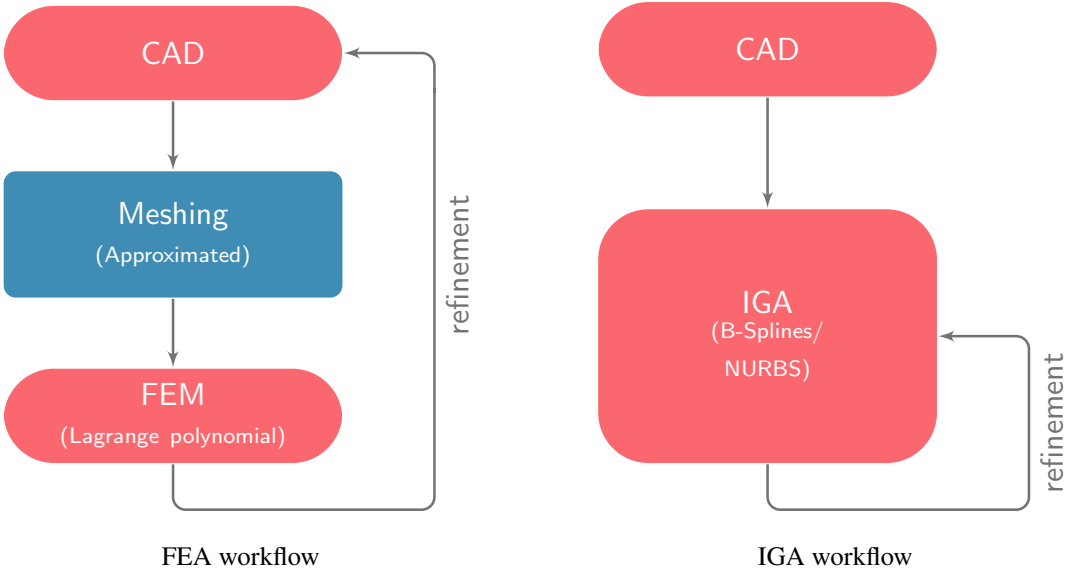 CAD
Meshing
(Approximated)
FEM
(Lagrange polynomial)
refinement
FEA workflow
CAD
IGA
(B-Splines/
NURBS)
refinement
IGA workflow